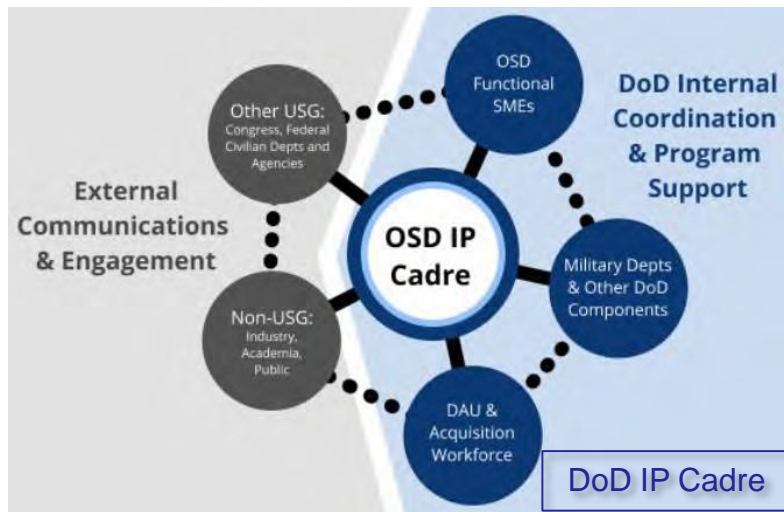 OSD
Functional
SMEs
DoD Internal
Coordination
& Program
Support
Other USG:
Congress, Federal
Civilian Depts and
Agencies
External
Communications
& Engagement
OSD IP
Cadre
Military Depts
& Other DoD
Components
Non-USG:
Industry,
Academia,
Public
DAU &
Acquisition
Workforce
DoD IP Cadre